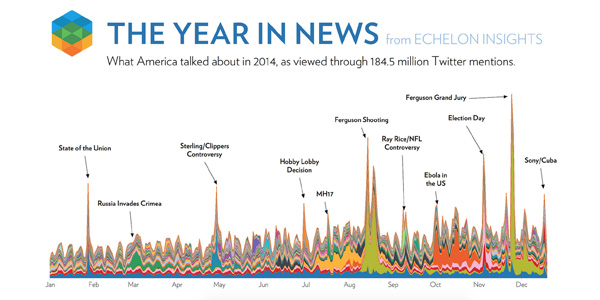 THE YEAR IN NEWS from ECHELON INSIGHTS
What America talked about in 2014, as viewed through 184.5 million Twitter mentions.
Ferguson Grand Jury
Ferguson Shooting
Election Day
State of the Union
Sterling/Clippers
Controversy
Ray Rice/NFL
Controversy
Hobby Lobby
Decision
Ebola in
the US
Sony/Cuba
Russia Invades Crimea
MH17
Jan Feb Mar Apr May Jun Jul Aug Sep Oct Nov Dec